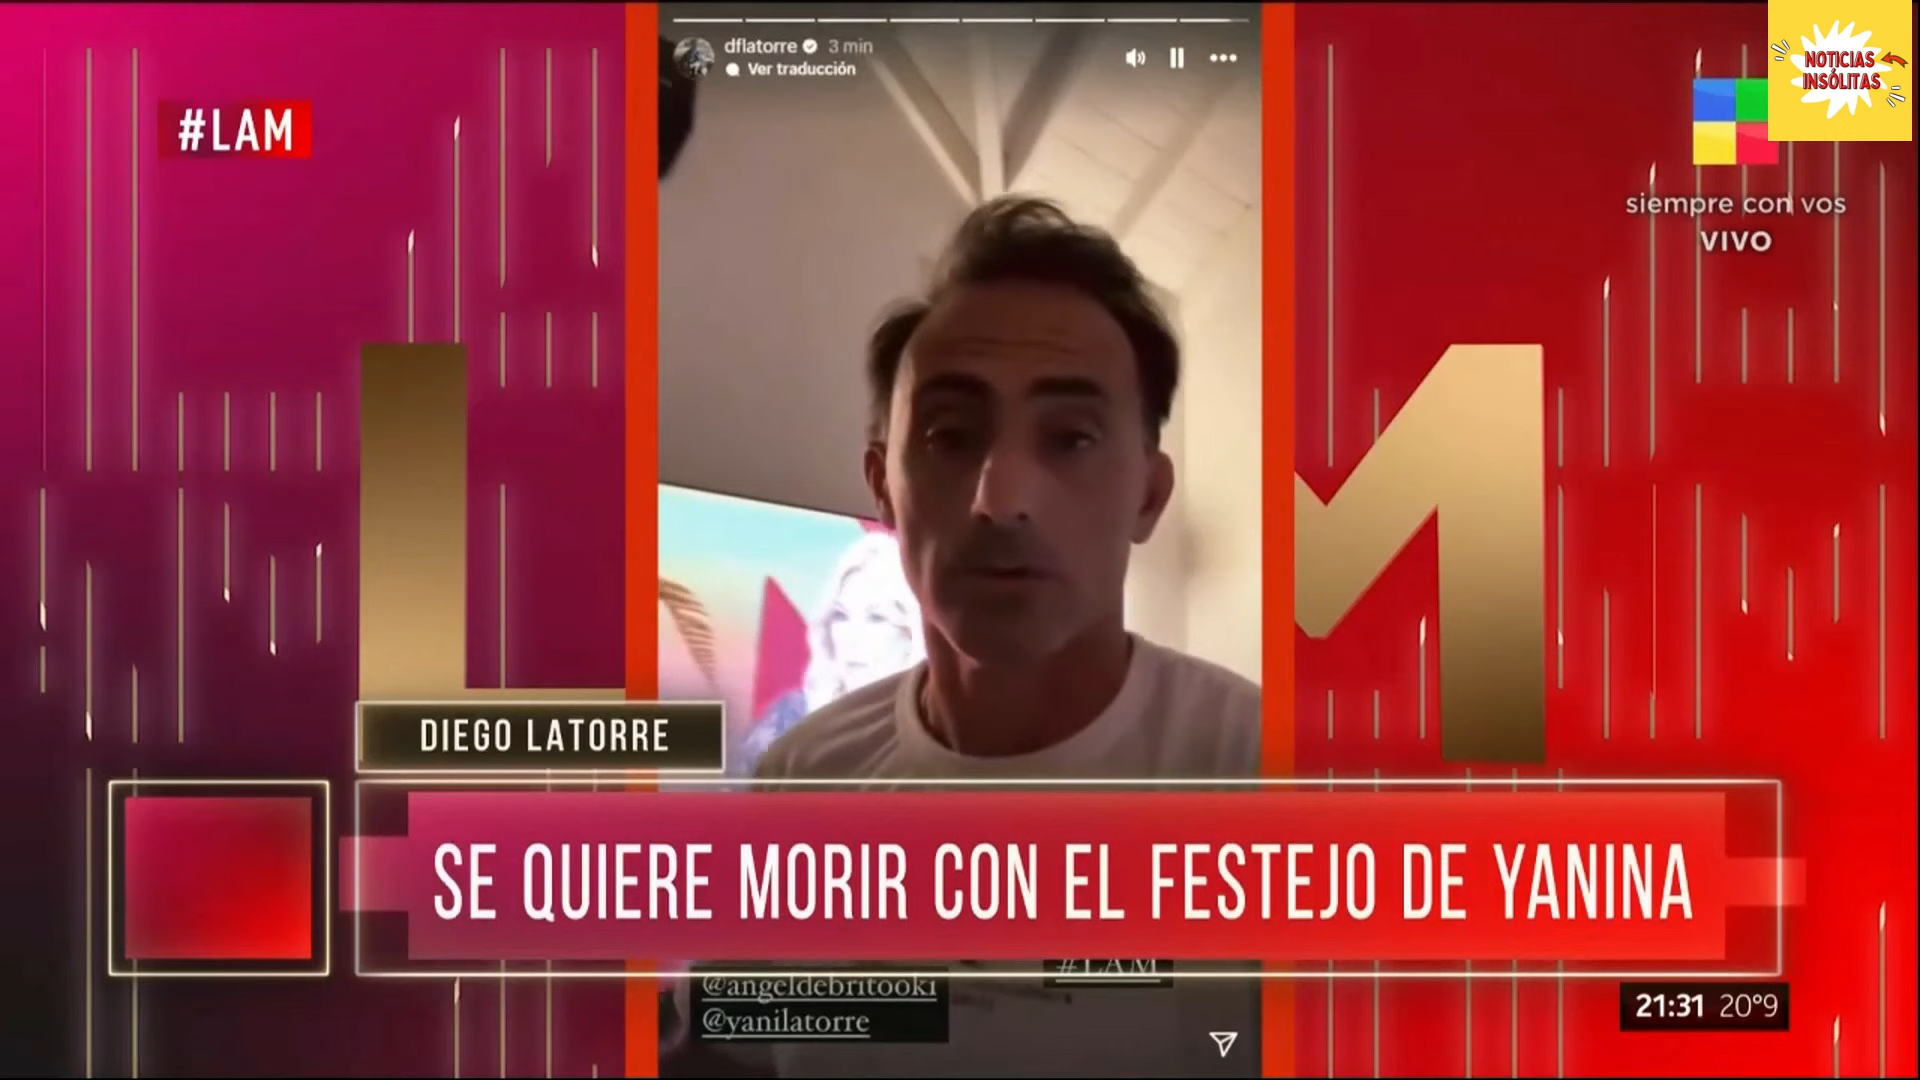 dflatorre 3 min
Ver traducción
NOTICIAS
INSÓLITAS
#LAM
siempre con vos
VIVO
L M
DIEGO LATORRE
SE QUIERE MORIR CON EL FESTEJO DE YANINA
#LAM
@angeldebritooki
@yanilatorre
21:31 20°9